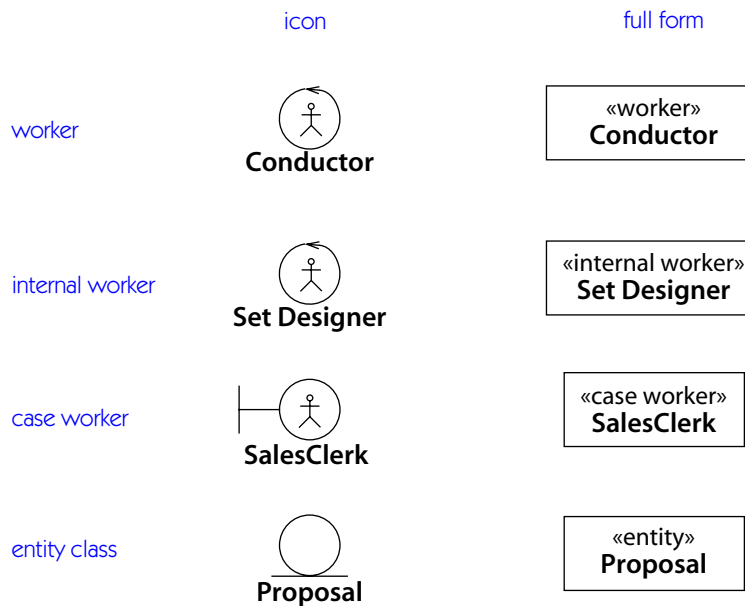 icon full form
worker
«worker»
Conductor
Conductor
internal worker
«internal worker»
Set Designer
Set Designer
case worker
«case worker»
SalesClerk
SalesClerk
entity class
«entity»
Proposal
Proposal